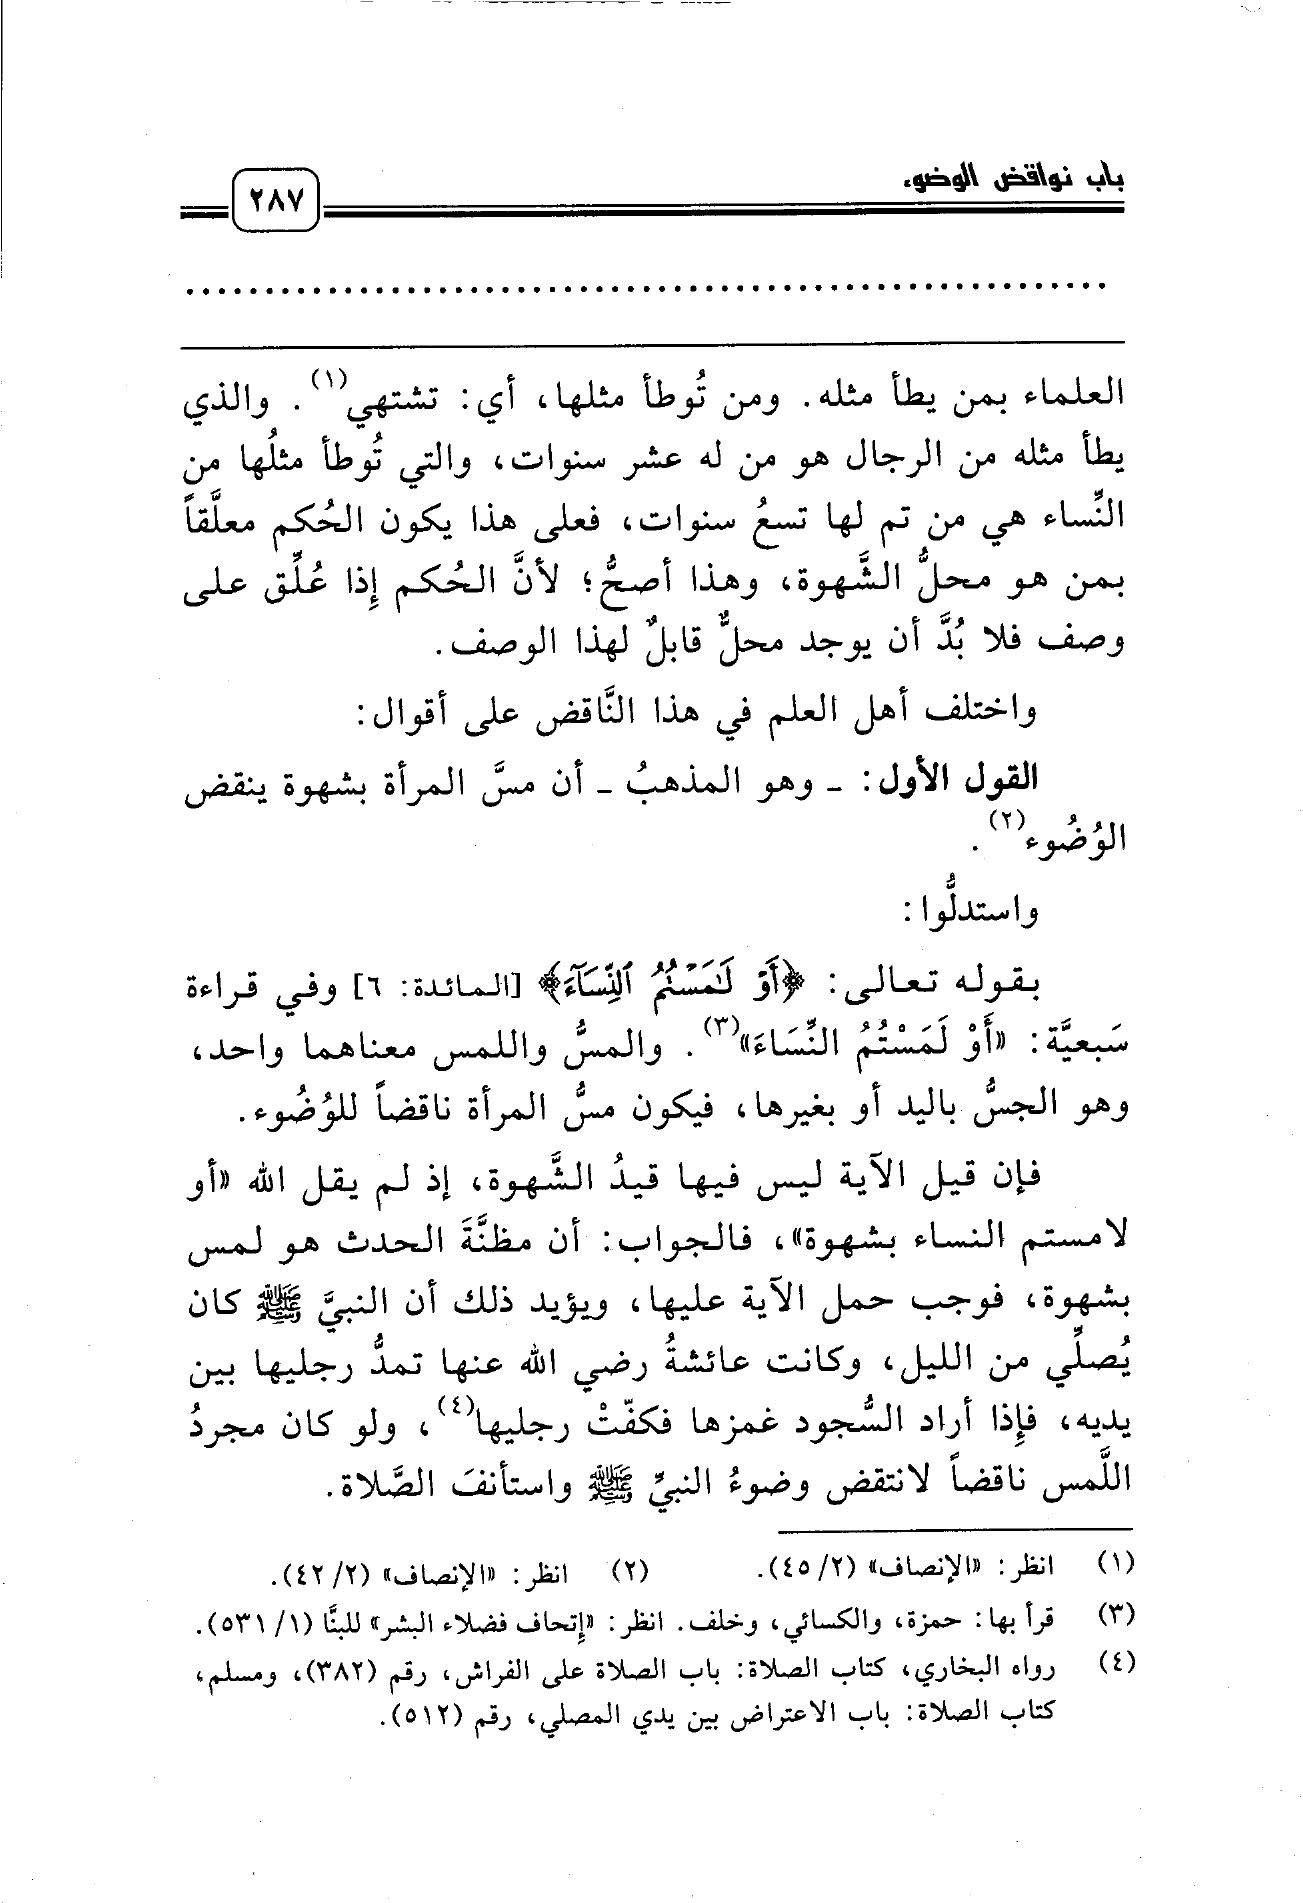 باب نواقض الوضوء
٢٨٧
العلماء بمن يطأ مثله. ومن تُوطأ مثلها، أي: تشتهي(١). والذي
يطأ مثله من الرجال هو من له عشر سنوات، والتي تُوطأ مثلُها من
النِّساء هي من تم لها تسعُ سنوات، فعلى هذا يكون الحُكم معلَّقاً
بمن هو محلُّ الشَّهوة، وهذا أصحُّ؛ لأنَّ الحُكم إِذا عُلِّق على
وصف فلا بُدَّ أن يوجد محلٌّ قابلٌ لهذا الوصف.
واختلف أهل العلم في هذا النَّاقض على أقوال:
القول الأول: ـ وهو المذهبُ ـ أن مسَّ المرأة بشهوة ينقض
الوُضُوء(٢).
واستدلُّوا:
بقوله تعالى: ﴿أَوْ لَٰمَسْتُمُ ٱلنِّسَآءَ﴾ [المائدة: ٦] وفي قراءة
سَبعيَّة: «أَوْ لَمَسْتُمُ النِّسَاءَ»(٣). والمسُّ واللمس معناهما واحد،
وهو الجسُّ باليد أو بغيرها، فيكون مسُّ المرأة ناقضاً للوُضُوء.
فإن قيل الآية ليس فيها قيدُ الشَّهوة، إذ لم يقل الله «أو
لامستم النساء بشهوة»، فالجواب: أن مظنَّةَ الحدث هو لمس
بشهوة، فوجب حمل الآية عليها، ويؤيد ذلك أن النبيَّ ﷺ كان
يُصلِّي من الليل، وكانت عائشةُ رضي الله عنها تمدُّ رجليها بين
يديه، فإِذا أراد السُّجود غمزها فكفّتْ رجليها(٤)، ولو كان مجردُ
اللَّمس ناقضاً لانتقض وضوءُ النبيِّ ﷺ واستأنفَ الصَّلاة.
(١) انظر: «الإنصاف» (٢/ ٤٥). (٢) انظر: «الإنصاف» (٢/ ٤٢).
(٣) قرأ بها: حمزة، والكسائي، وخلف. انظر: «إِتحاف فضلاء البشر» للبنَّا (١/ ٥٣١).
(٤) رواه البخاري، كتاب الصلاة: باب الصلاة على الفراش، رقم (٣٨٢)، ومسلم،
كتاب الصلاة: باب الاعتراض بين يدي المصلي، رقم (٥١٢).